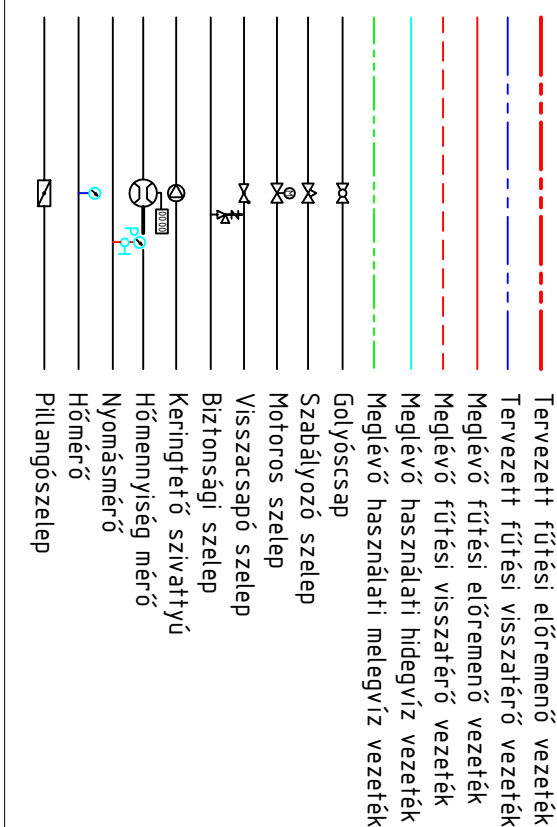 Tervezett fűtési előremenő vezeték
Tervezett fűtési visszatérő vezeték
Meglévő fűtési előremenő vezeték
Meglévő fűtési visszatérő vezeték
Meglévő használati hidegvíz vezeték
Meglévő használati melegvíz vezeték
Golyóscsap
Szabályozó szelep
M
Motoros szelep
Visszacsapó szelep
Biztonsági szelep
Keringtető szivattyú
0000
Hőmennyiség mérő
P
Nyomásmérő
Hőmérő
Pillangószelep